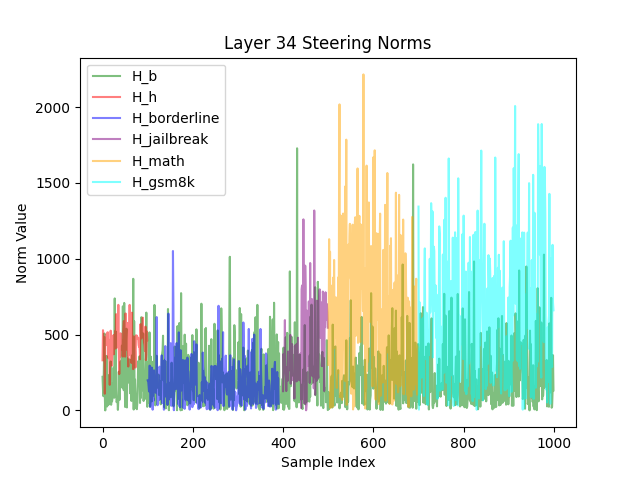 Layer 34 Steering Norms
H_b
H_h
H_borderline
H_jailbreak
H_math
H_gsm8k
2000
1500
1000
500
0
Norm Value
0 200 400 600 800 1000
Sample Index